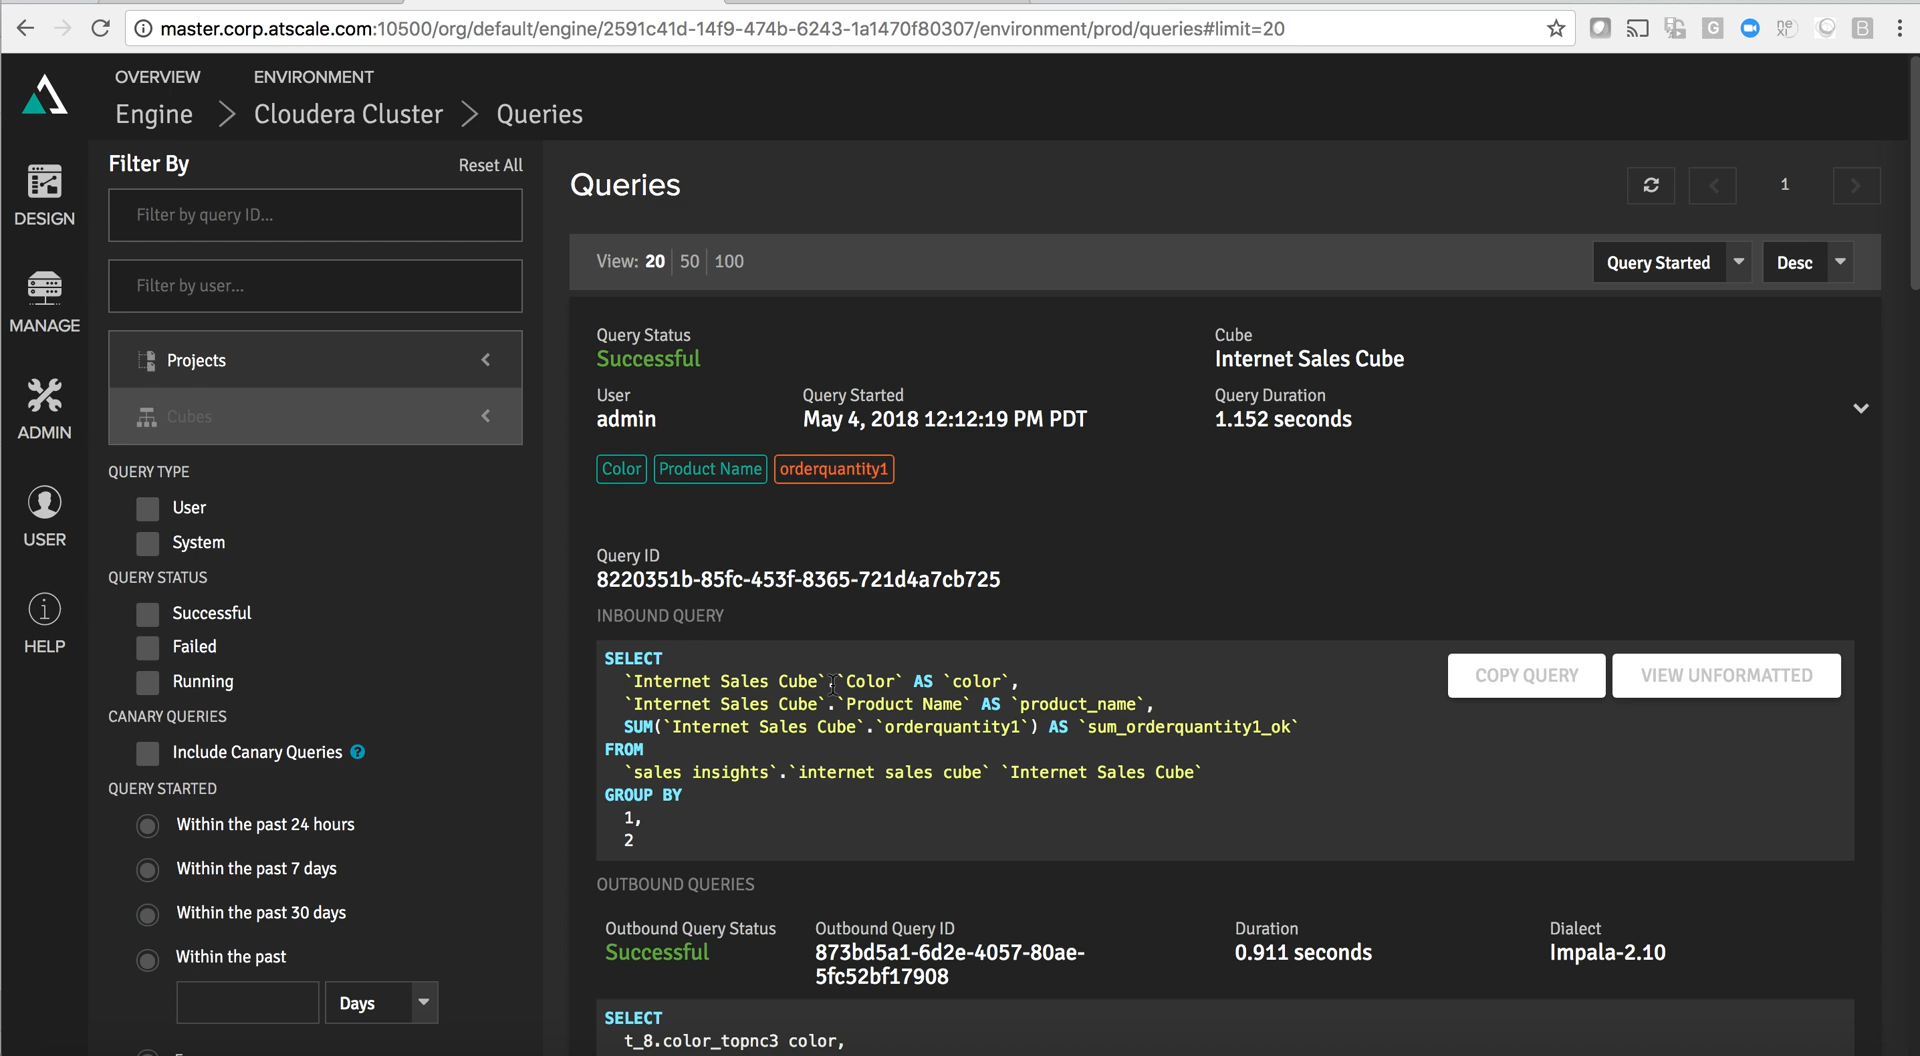 master.corp.atscale.com:10500/org/default/engine/2591c41d-14f9-474b-6243-1a1470f80307/environment/prod/queries#limit=20
G
ne
xi
B
OVERVIEW
ENVIRONMENT
Engine > Cloudera Cluster > Queries
DESIGN
MANAGE
ADMIN
USER
HELP
Filter By
Reset All
Filter by query ID...
Filter by user...
Projects
Cubes
QUERY TYPE
User
System
QUERY STATUS
Successful
Failed
Running
CANARY QUERIES
Include Canary Queries ?
QUERY STARTED
Within the past 24 hours
Within the past 7 days
Within the past 30 days
Within the past
Days
Queries
1
View: 20 50 100
Query Started
Desc
Query Status
Successful
Cube
Internet Sales Cube
User
admin
Query Started
May 4, 2018 12:12:19 PM PDT
Query Duration
1.152 seconds
Color
Product Name
orderquantity1
Query ID
8220351b-85fc-453f-8365-721d4a7cb725
INBOUND QUERY
COPY QUERY
VIEW UNFORMATTED
SELECT
`Internet Sales Cube`.`Color` AS `color`,
`Internet Sales Cube`.`Product Name` AS `product_name`,
SUM(`Internet Sales Cube`.`orderquantity1`) AS `sum_orderquantity1_ok`
FROM
`sales insights`.`internet sales cube` `Internet Sales Cube`
GROUP BY
1,
2
OUTBOUND QUERIES
Outbound Query Status
Successful
Outbound Query ID
873bd5a1-6d2e-4057-80ae-
5fc52bf17908
Duration
0.911 seconds
Dialect
Impala-2.10
SELECT
t_8.color_topnc3 color,